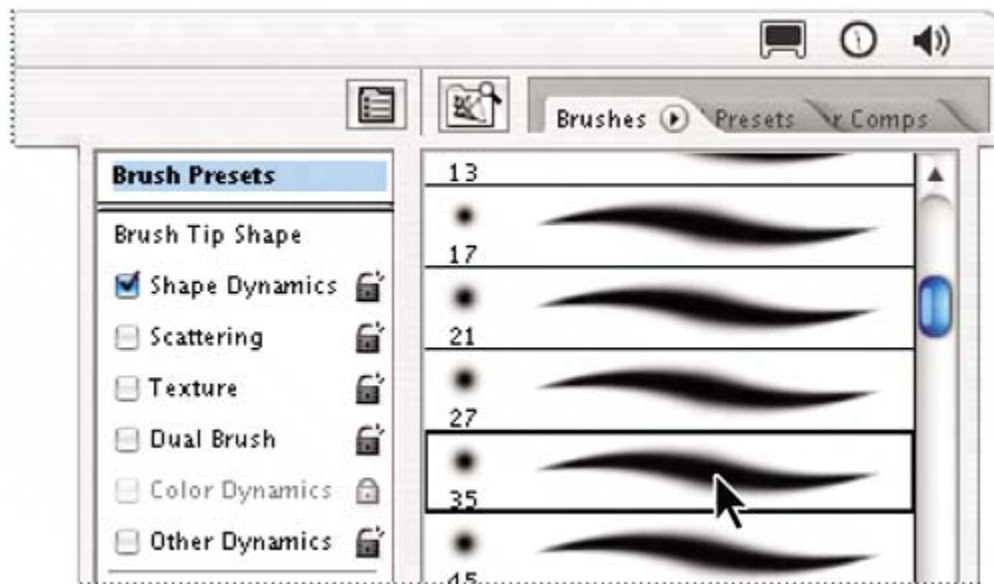 Brushes Presets r Comps
Brush Presets
Brush Tip Shape
Shape Dynamics
Scattering
Texture
Dual Brush
Color Dynamics
Other Dynamics
13
17
21
27
35
45